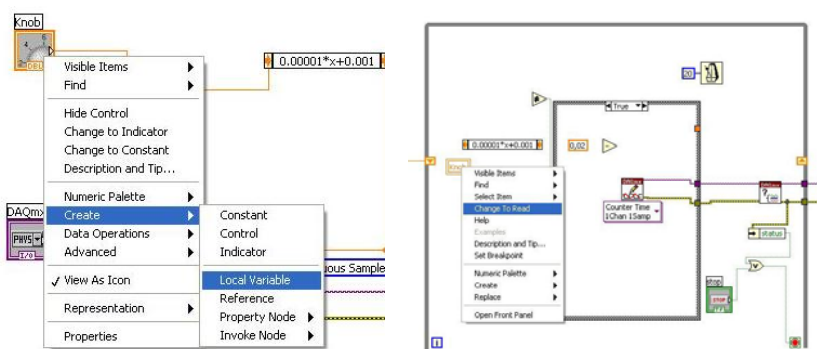 Knob
DBL
0.00001*x+0.001
Visible Items
Find
Hide Control
Change to Indicator
Change to Constant
Description and Tip...
Numeric Palette
Create
Data Operations
Advanced
✓ View As Icon
Representation
Properties
DAQmx
PHYS
I/O
Constant
Control
Indicator
Local Variable
Reference
Property Node
Invoke Node
uous Sample
True
0.00001*x+0.001
0,02
Knob
Visible Items
Find
Select Item
Change To Read
Help
Examples
Description and Tip...
Set Breakpoint
Numeric Palette
Create
Replace
Open Front Panel
Counter Time
1Chan 1Samp
status
stop
STOP
i